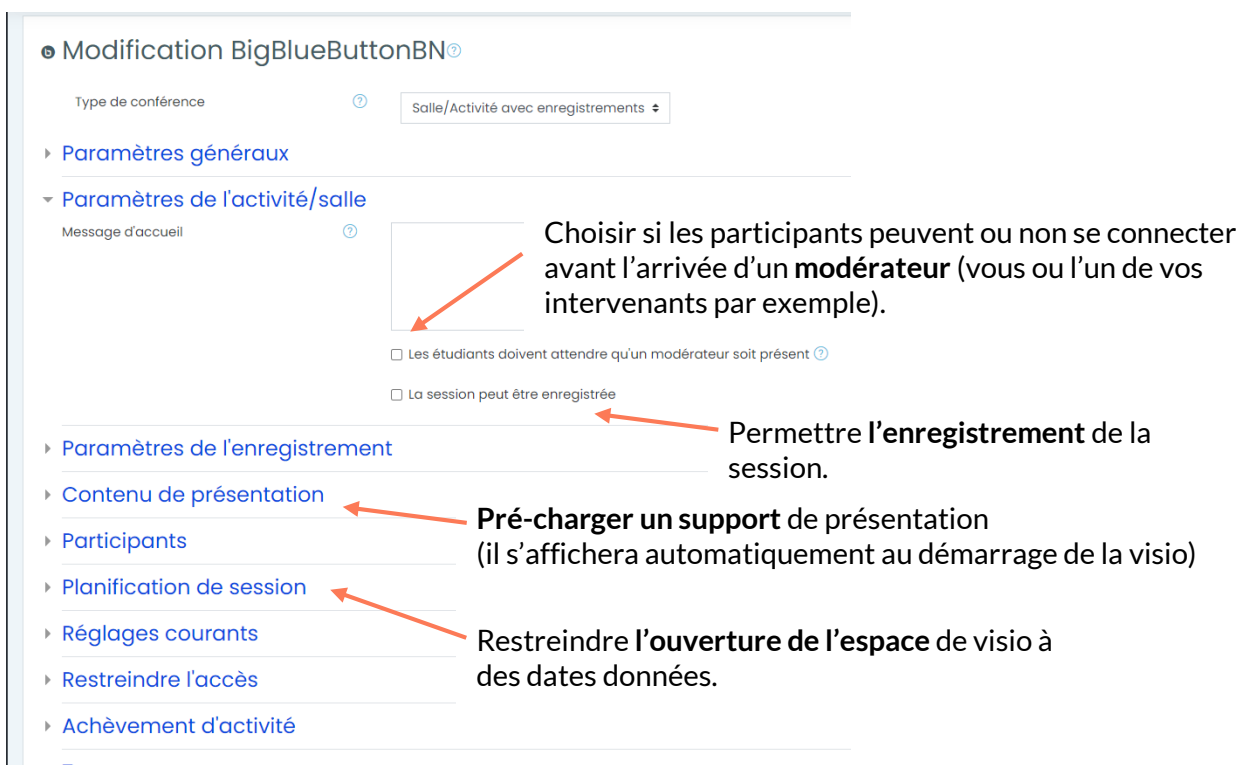 Modification BigBlueButtonBN
Type de conférence
Salle/Activité avec enregistrements
Paramètres généraux
Paramètres de l'activité/salle
Message d'accueil
Choisir si les participants peuvent ou non se connecter
avant l’arrivée d’un modérateur (vous ou l’un de vos
intervenants par exemple).
Les étudiants doivent attendre qu'un modérateur soit présent
La session peut être enregistrée
Permettre l’enregistrement de la
session.
Paramètres de l'enregistrement
Contenu de présentation
Pré-charger un support de présentation
(il s’affichera automatiquement au démarrage de la visio)
Participants
Planification de session
Réglages courants
Restreindre l’ouverture de l’espace de visio à
des dates données.
Restreindre l'accès
Achèvement d'activité